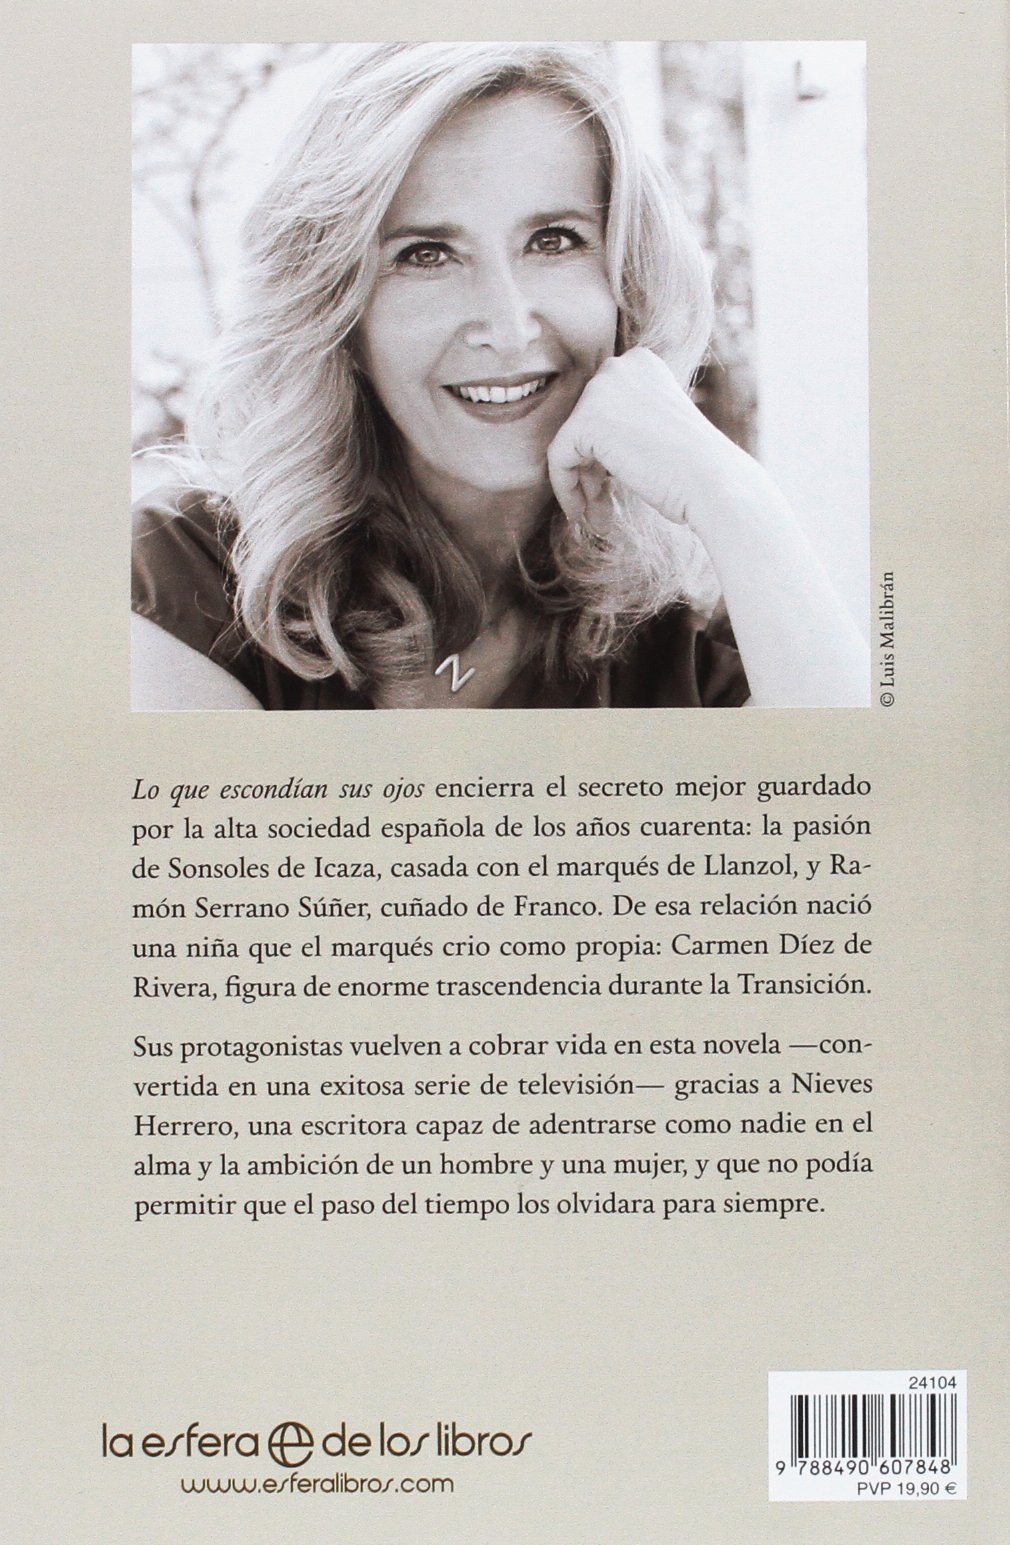 © Luis Malibrán
Lo que escondían sus ojos encierra el secreto mejor guardado
por la alta sociedad española de los años cuarenta: la pasión
de Sonsoles de Icaza, casada con el marqués de Llanzol, y Ra-
món Serrano Súñer, cuñado de Franco. De esa relación nació
una niña que el marqués crio como propia: Carmen Díez de
Rivera, figura de enorme trascendencia durante la Transición.
Sus protagonistas vuelven a cobrar vida en esta novela —con-
vertida en una exitosa serie de televisión— gracias a Nieves
Herrero, una escritora capaz de adentrarse como nadie en el
alma y la ambición de un hombre y una mujer, y que no podía
permitir que el paso del tiempo los olvidara para siempre.
la esfera de los libros
www.esferalibros.com
24104
9 788490 607848
PVP 19,90 €